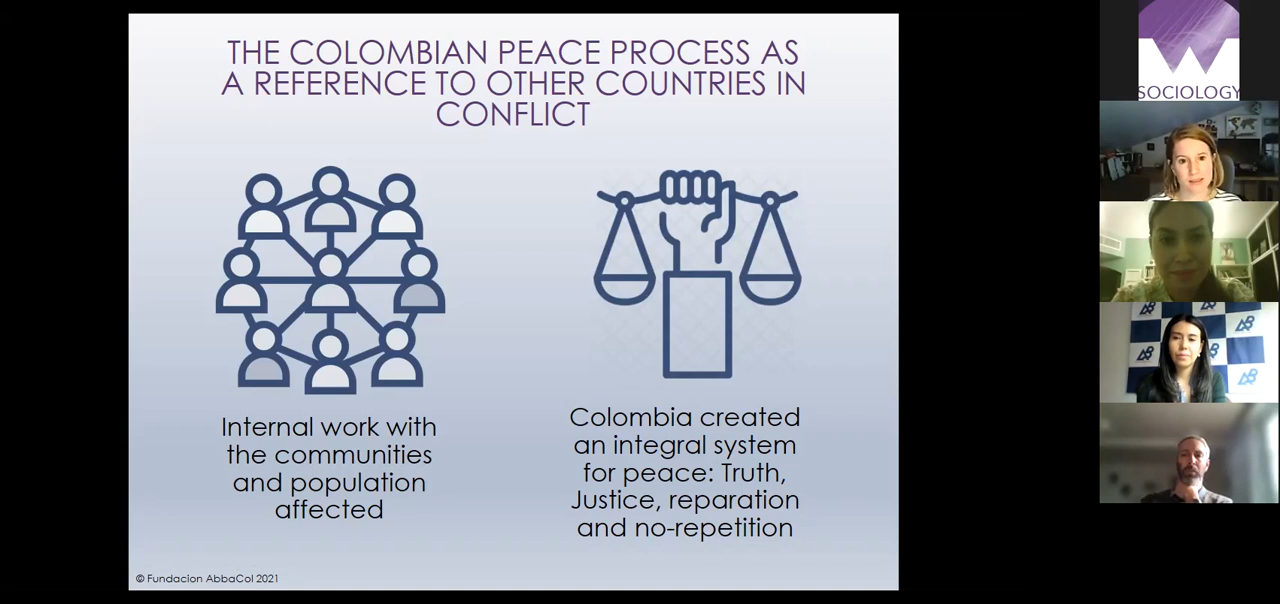 THE COLOMBIAN PEACE PROCESS AS
A REFERENCE TO OTHER COUNTRIES IN
CONFLICT
Internal work with
the communities
and population
affected
Colombia created
an integral system
for peace: Truth,
Justice, reparation
and no-repetition
© Fundacion AbbaCol 2021
SOCIOLOGY